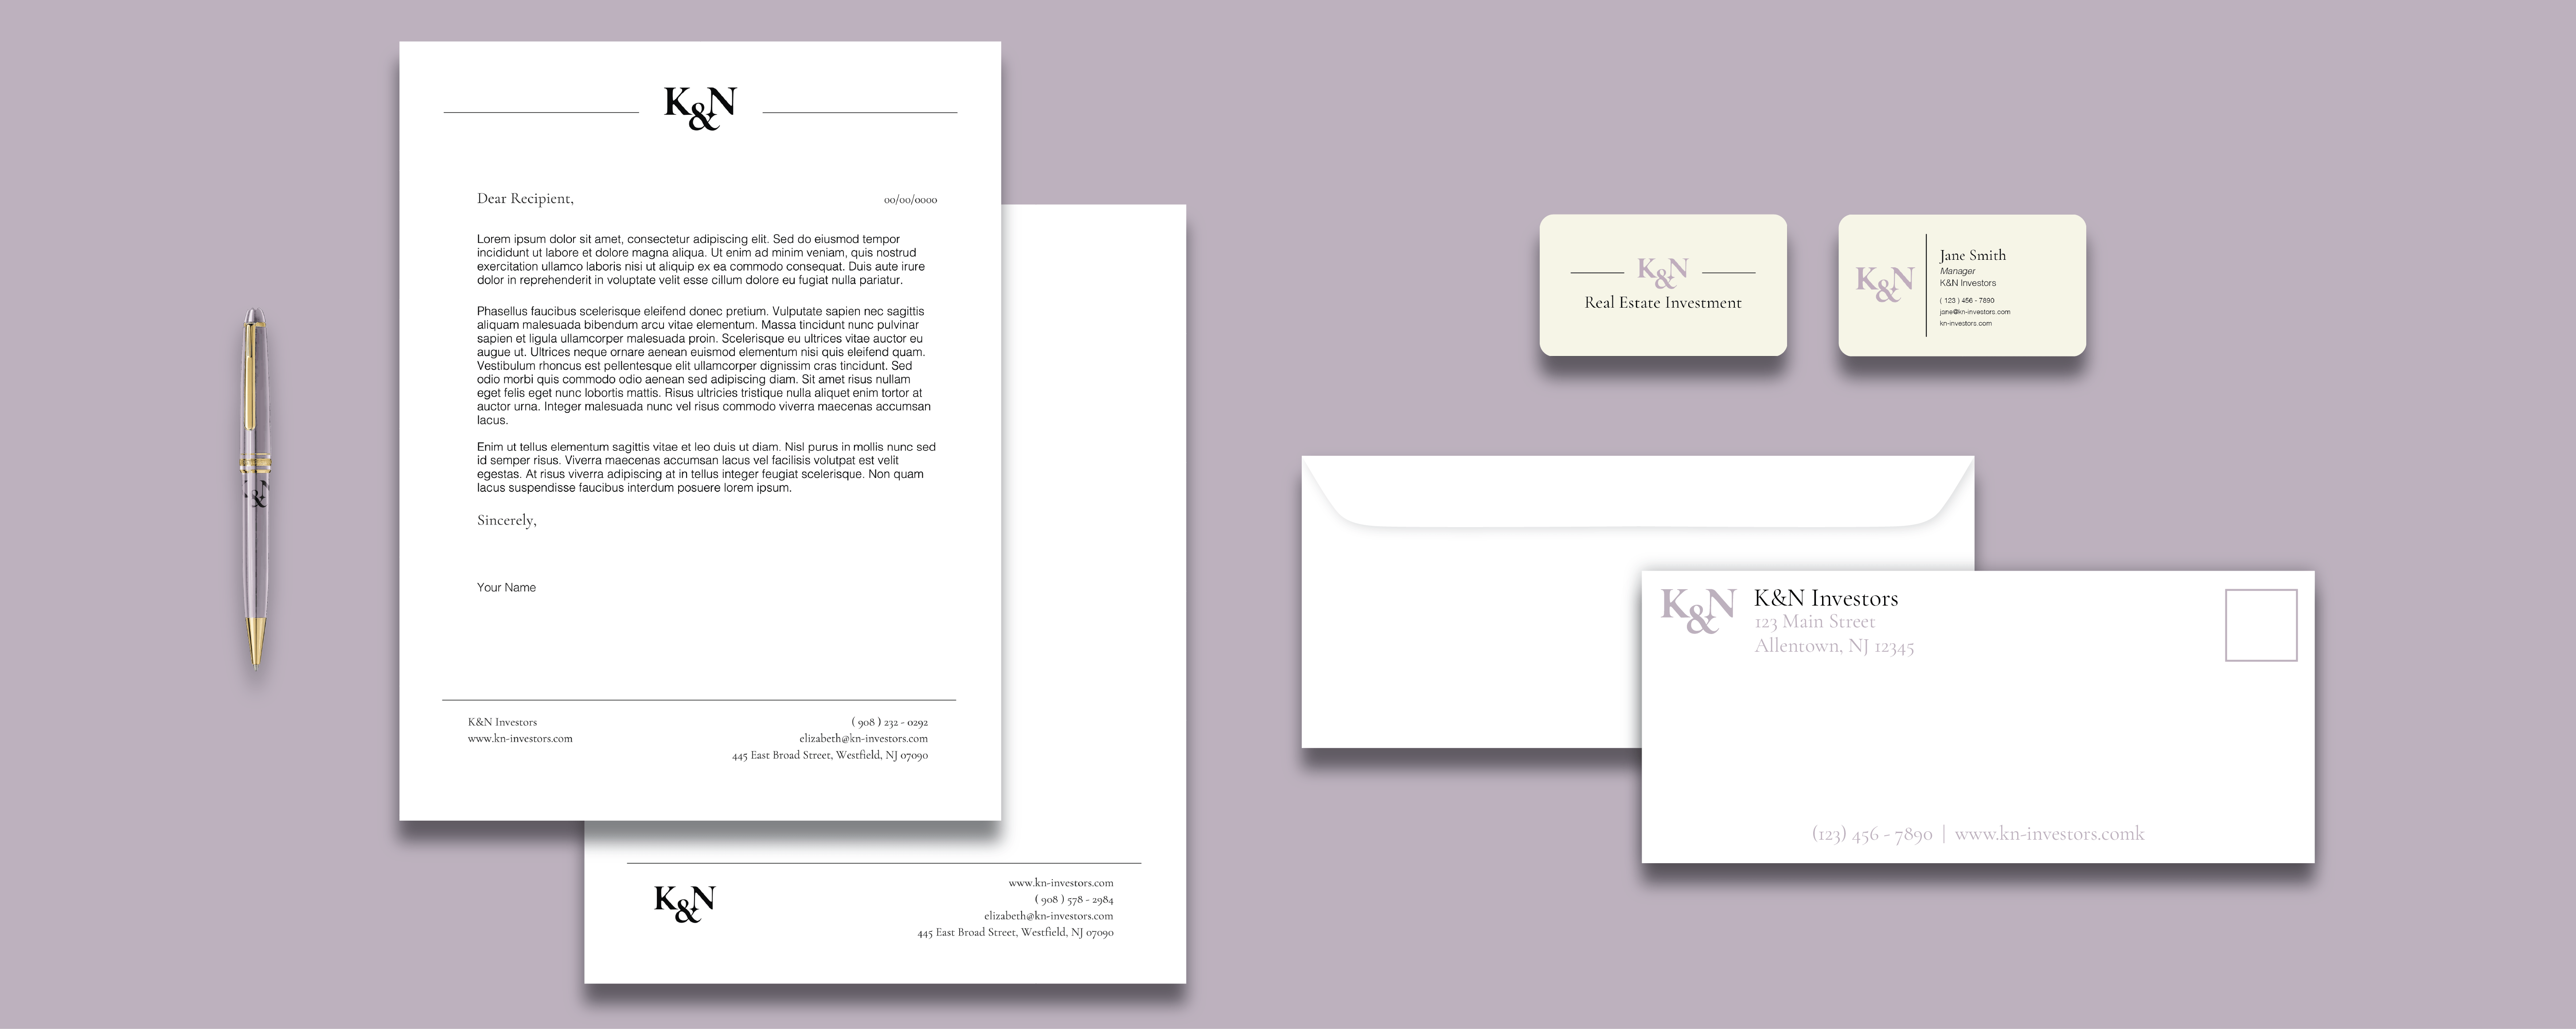 K&N
K&N
Dear Recipient,
00/00/0000
Lorem ipsum dolor sit amet, consectetur adipiscing elit. Sed do eiusmod tempor
incididunt ut labore et dolore magna aliqua. Ut enim ad minim veniam, quis nostrud
exercitation ullamco laboris nisi ut aliquip ex ea commodo consequat. Duis aute irure
dolor in reprehenderit in voluptate velit esse cillum dolore eu fugiat nulla pariatur.
Phasellus faucibus scelerisque eleifend donec pretium. Vulputate sapien nec sagittis
aliquam malesuada bibendum arcu vitae elementum. Massa tincidunt nunc pulvinar
sapien et ligula ullamcorper malesuada proin. Scelerisque eu ultrices vitae auctor eu
augue ut. Ultrices neque ornare aenean euismod elementum nisi quis eleifend quam.
Vestibulum rhoncus est pellentesque elit ullamcorper dignissim cras tincidunt. Sed
odio morbi quis commodo odio aenean sed adipiscing diam. Sit amet risus nullam
eget felis eget nunc lobortis mattis. Risus ultricies tristique nulla aliquet enim tortor at
auctor urna. Integer malesuada nunc vel risus commodo viverra maecenas accumsan
lacus.
Enim ut tellus elementum sagittis vitae et leo duis ut diam. Nisl purus in mollis nunc sed
id semper risus. Viverra maecenas accumsan lacus vel facilisis volutpat est velit
egestas. At risus viverra adipiscing at in tellus integer feugiat scelerisque. Non quam
lacus suspendisse faucibus interdum posuere lorem ipsum.
Sincerely,
Your Name
K&N Investors
www.kn-investors.com
( 908 ) 232 - 0292
elizabeth@kn-investors.com
445 East Broad Street, Westfield, NJ 07090
K&N
www.kn-investors.com
( 908 ) 578 - 2984
elizabeth@kn-investors.com
445 East Broad Street, Westfield, NJ 07090
K&N
Real Estate Investment
K&N
Jane Smith
Manager
K&N Investors
( 123 ) 456 - 7890
jane@kn-investors.com
kn-investors.com
K&N
K&N Investors
123 Main Street
Allentown, NJ 12345
(123) 456 - 7890 | www.kn-investors.comk